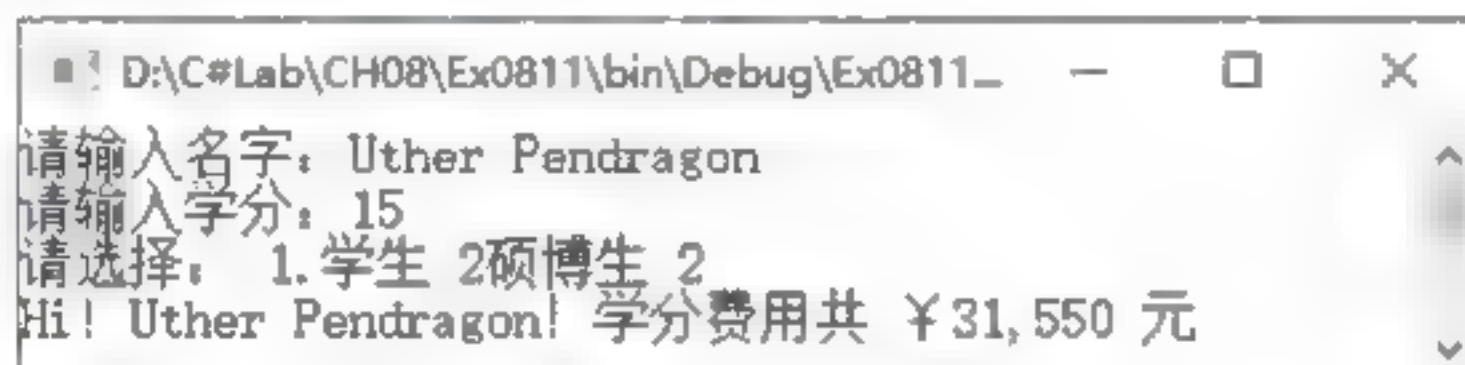 D:\C#Lab\CH08\Ex0811\bin\Debug\Ex0811...
请输入名字: Uther Pendragon
请输入学分: 15
请选择: 1.学生 2硕博生 2
Hi! Uther Pendragon! 学分费用共 ￥31,550 元